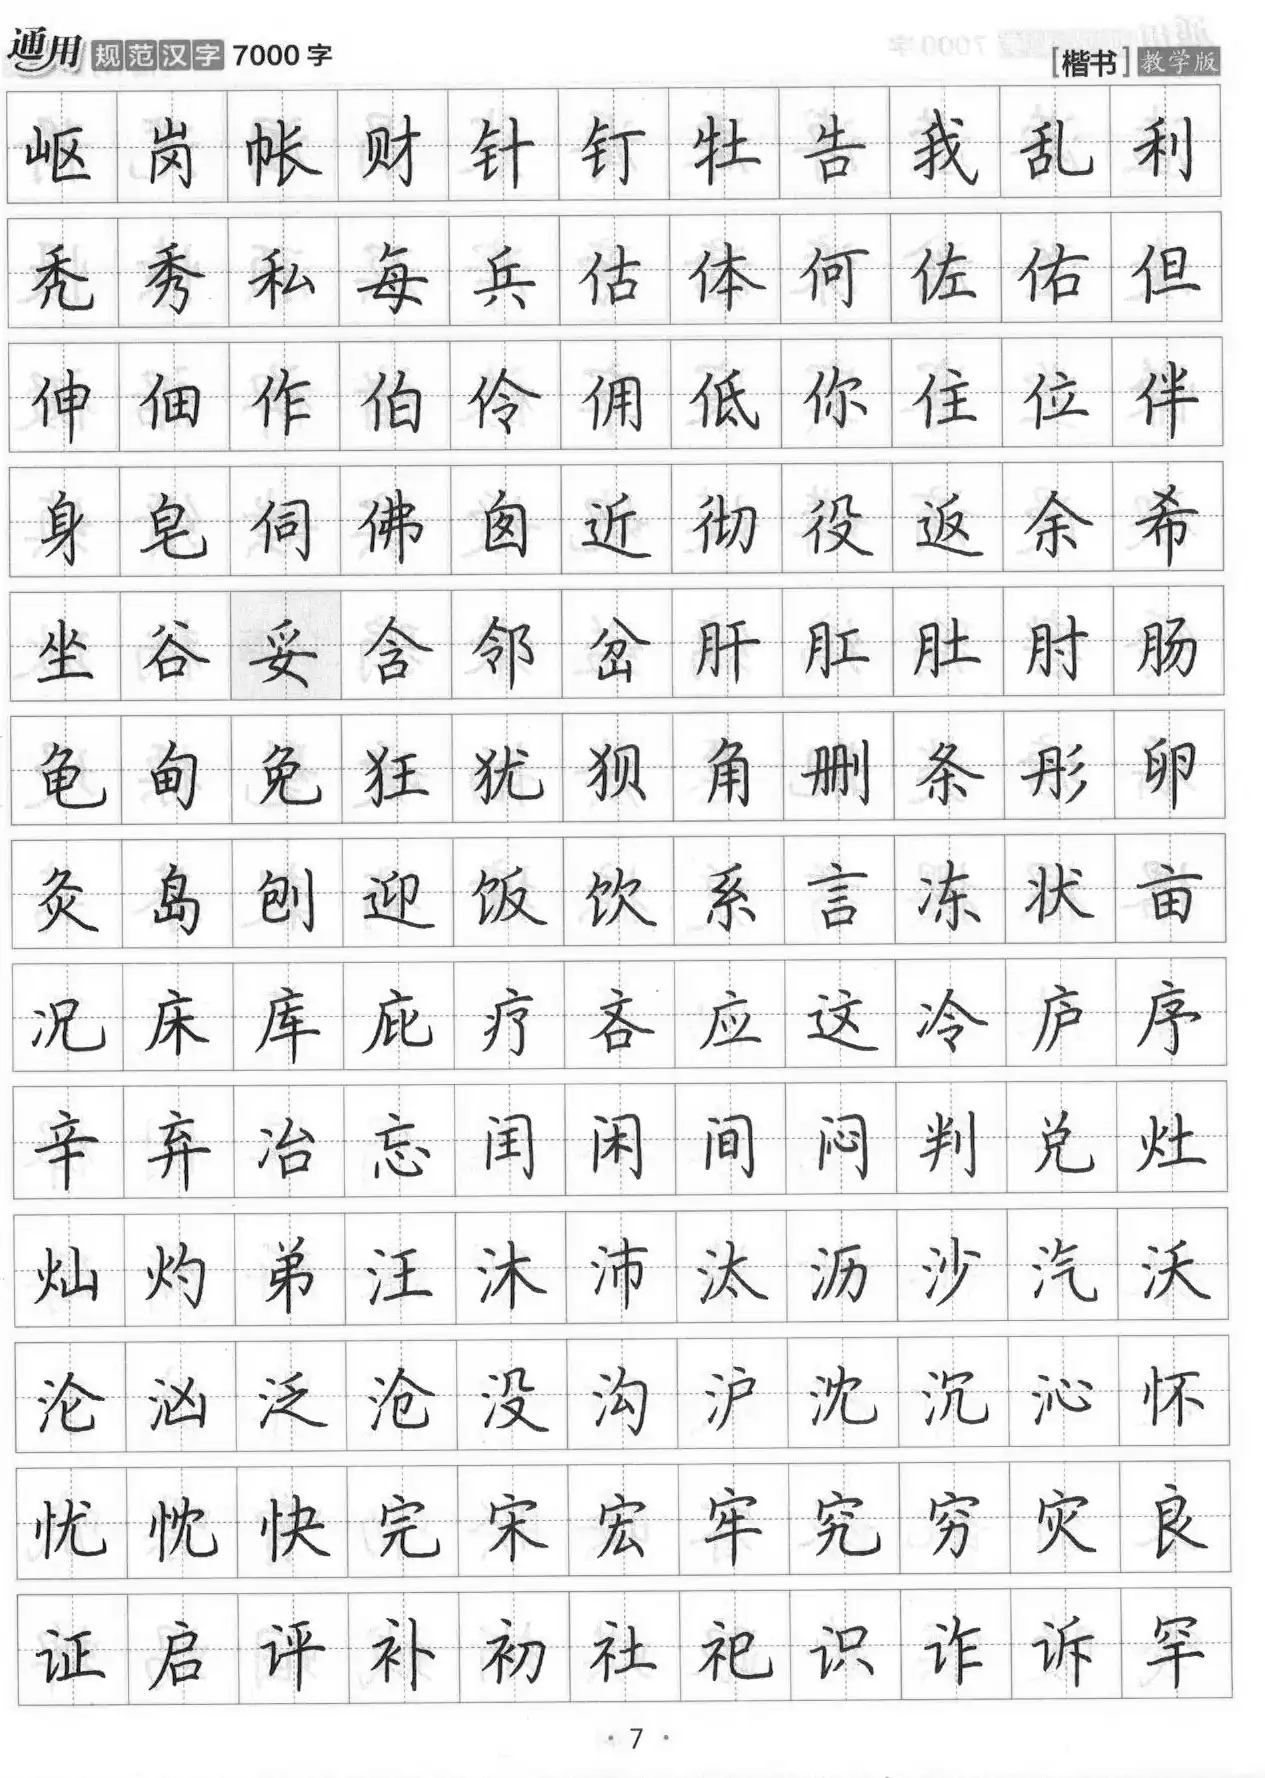 通用规范汉字7000字 [楷书]教学版
岖岗帐财针钉牡告我乱利
秃秀私每兵估体何佐佑但
伸佃作伯伶佣低你住位伴
身皂伺佛囱近彻役返余希
坐谷妥含邻岔肝肛肚肘肠
龟甸免狂犹狈角删条彤卵
灸岛刨迎饭饮系言冻状亩
况床库庇疗吝应这冷庐序
辛弃冶忘闰闲间闷判兑灶
灿灼弟汪沐沛汰沥沙汽沃
沦汹泛沧没沟沪沈沉沁怀
忧忱快完宋宏牢究穷灾良
证启评补初社祀识诈诉罕
· 7 ·